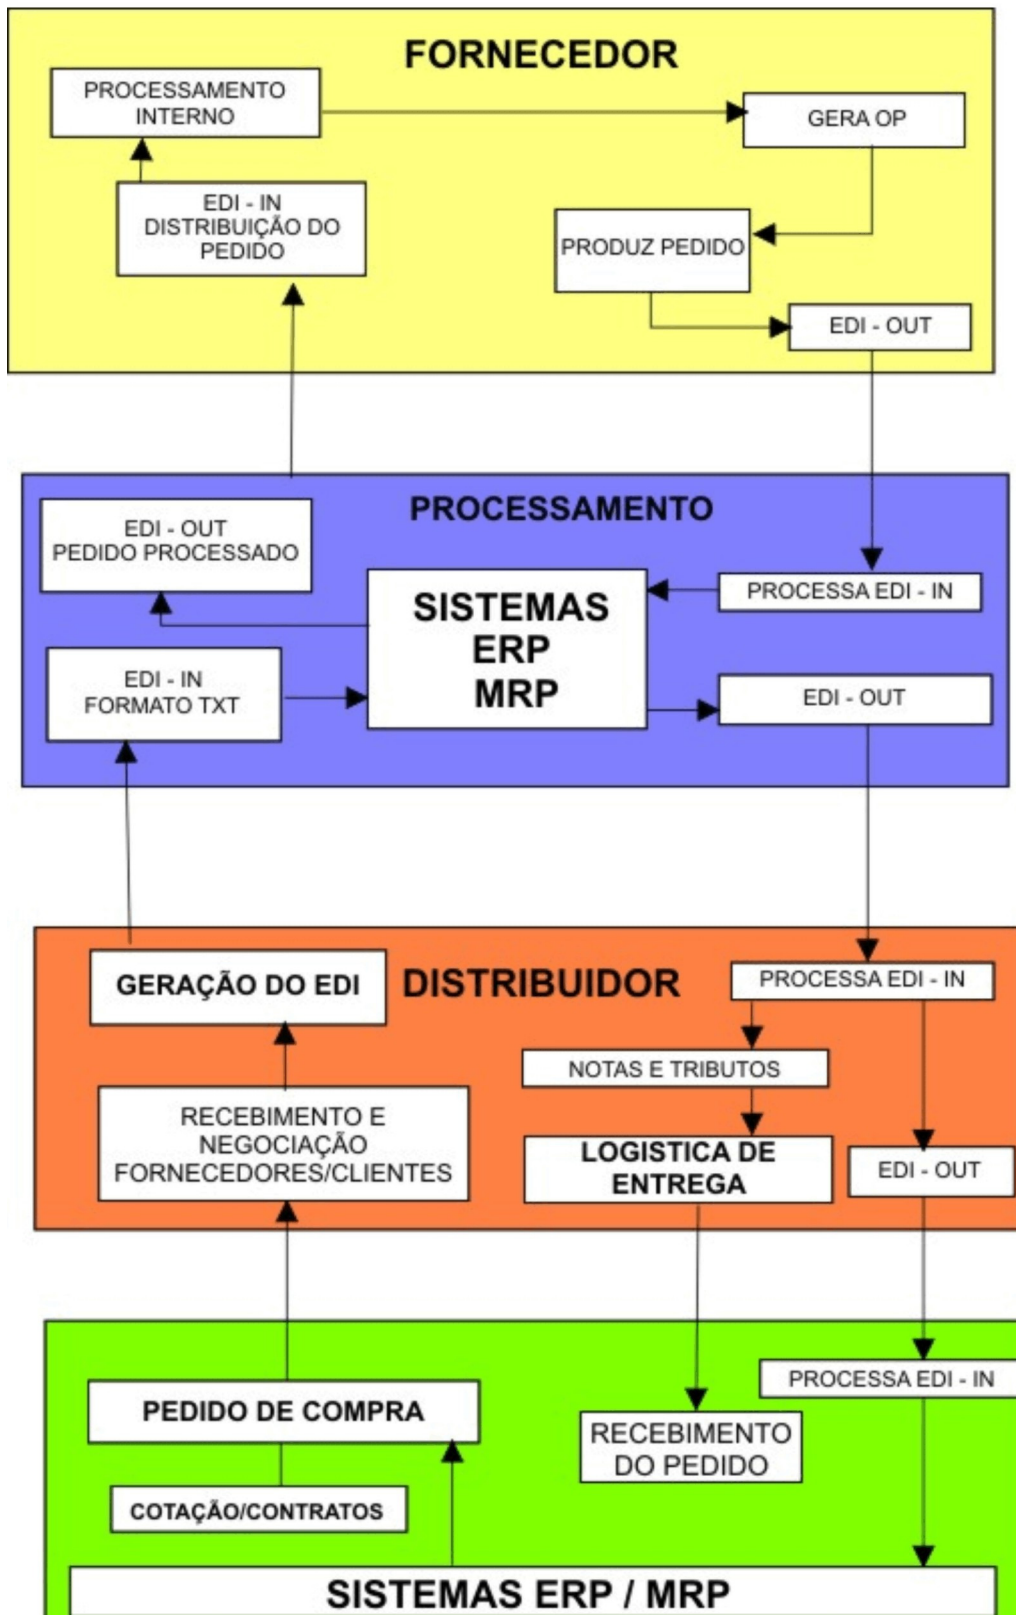 FORNECEDOR
PROCESSAMENTO
INTERNO
GERA OP
EDI - IN
DISTRIBUIÇÃO DO
PEDIDO
PRODUZ PEDIDO
EDI - OUT
PROCESSAMENTO
EDI - OUT
PEDIDO PROCESSADO
SISTEMAS
ERP
MRP
PROCESSA EDI - IN
EDI - IN
FORMATO TXT
EDI - OUT
DISTRIBUIDOR
GERAÇÃO DO EDI
PROCESSA EDI - IN
NOTAS E TRIBUTOS
RECEBIMENTO E
NEGOCIAÇÃO
FORNECEDORES/CLIENTES
LOGISTICA DE
ENTREGA
EDI - OUT
PROCESSA EDI - IN
PEDIDO DE COMPRA
RECEBIMENTO
DO PEDIDO
COTAÇÃO/CONTRATOS
SISTEMAS ERP / MRP